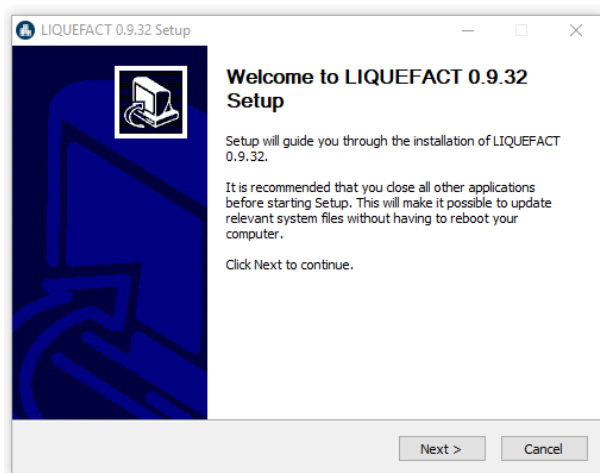 LIQUEFACT 0.9.32 Setup
Welcome to LIQUEFACT 0.9.32
Setup
Setup will guide you through the installation of LIQUEFACT
0.9.32.
It is recommended that you close all other applications
before starting Setup. This will make it possible to update
relevant system files without having to reboot your
computer.
Click Next to continue.
Next > Cancel